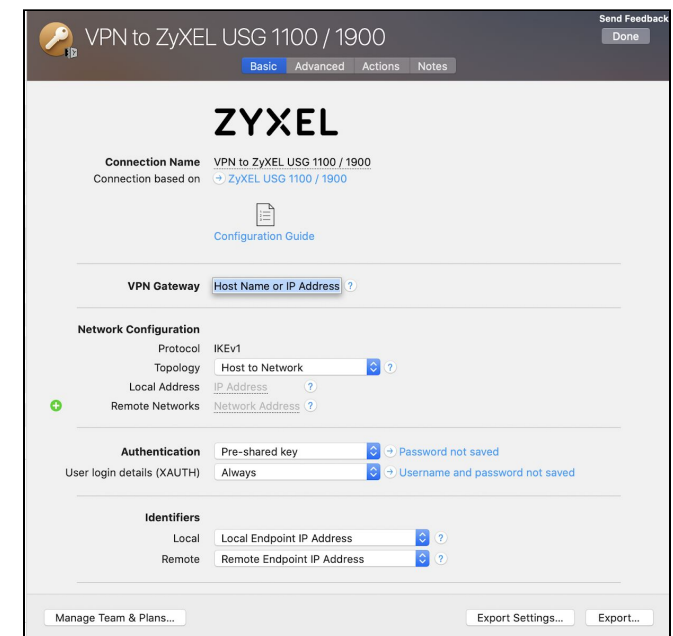 Send Feedback
VPN to ZyXEL USG 1100 / 1900
Done
Basic Advanced Actions Notes
ZYXEL
Connection Name VPN to ZyXEL USG 1100 / 1900
Connection based on ZyXEL USG 1100 / 1900
Configuration Guide
VPN Gateway Host Name or IP Address ?
Network Configuration
Protocol IKEv1
Topology Host to Network ?
Local Address IP Address ?
Remote Networks Network Address ?
Authentication Pre-shared key Password not saved
User login details (XAUTH) Always Username and password not saved
Identifiers
Local Local Endpoint IP Address ?
Remote Remote Endpoint IP Address ?
Manage Team & Plans... Export Settings... Export...